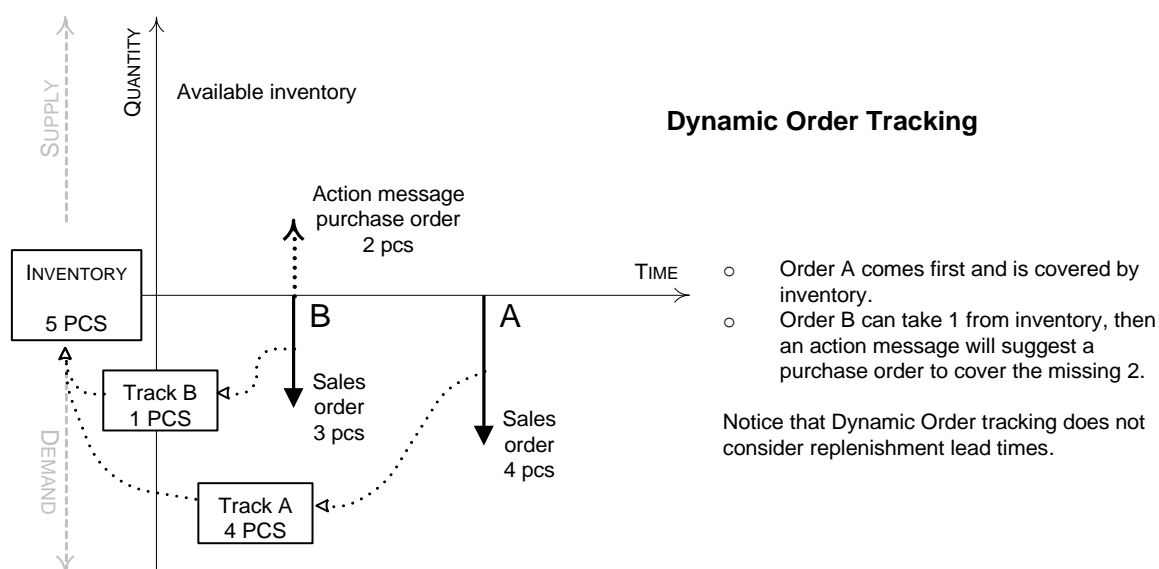 SUPPLY
QUANTITY
Available inventory
Dynamic Order Tracking
Action message
purchase order
2 pcs
INVENTORY
5 PCS
TIME
B
A
Track B
1 PCS
Sales
order
3 pcs
Sales
order
4 pcs
DEMAND
Track A
4 PCS
○ Order A comes first and is covered by
inventory.
○ Order B can take 1 from inventory, then
an action message will suggest a
purchase order to cover the missing 2.
Notice that Dynamic Order tracking does not
consider replenishment lead times.